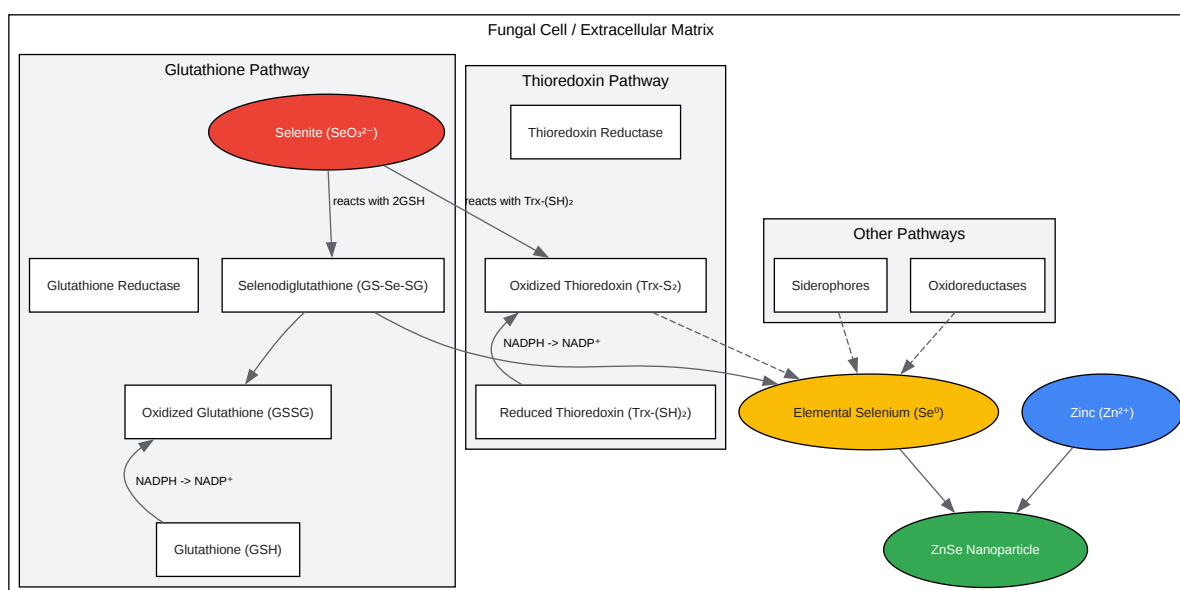 Fungal Cell / Extracellular Matrix
Glutathione Pathway
Thioredoxin Pathway
Selenite (SeO₃²⁻)
Thioredoxin Reductase
reacts with 2GSH
reacts with Trx-(SH)₂
Other Pathways
Glutathione Reductase
Selenodiglutathione (GS-Se-SG)
Oxidized Thioredoxin (Trx-S₂)
Siderophores
Oxidoreductases
NADPH -> NADP⁺
Oxidized Glutathione (GSSG)
Reduced Thioredoxin (Trx-(SH)₂)
Elemental Selenium (Se⁰)
Zinc (Zn²⁺)
NADPH -> NADP⁺
Glutathione (GSH)
ZnSe Nanoparticle